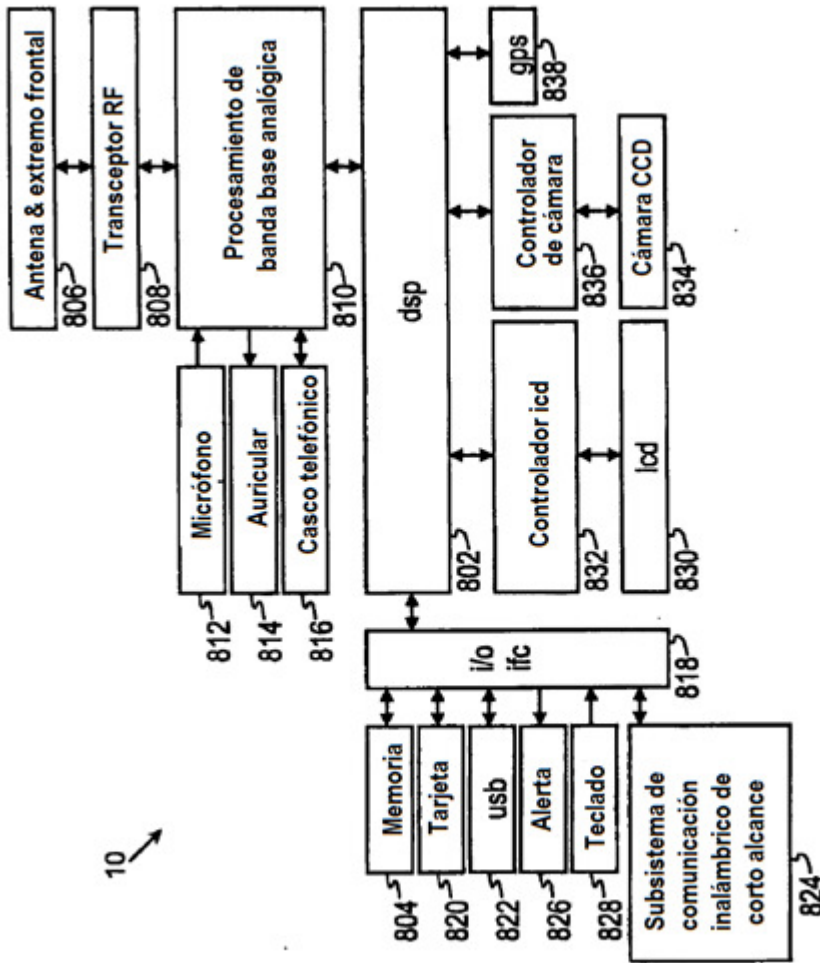 10
Antena & extremo frontal
806
Transceptor RF
808
Procesamiento de
banda base analógica
810
Micrófono
812
Auricular
814
Casco telefónico
816
dsp
802
i/o
ifc
818
Memoria
804
Tarjeta
820
usb
822
Alerta
826
Teclado
828
Subsistema de
comunicación
inalámbrico de
corto alcance
824
Controlador icd
832
lcd
830
Controlador
de cámara
836
Cámara CCD
834
gps
838